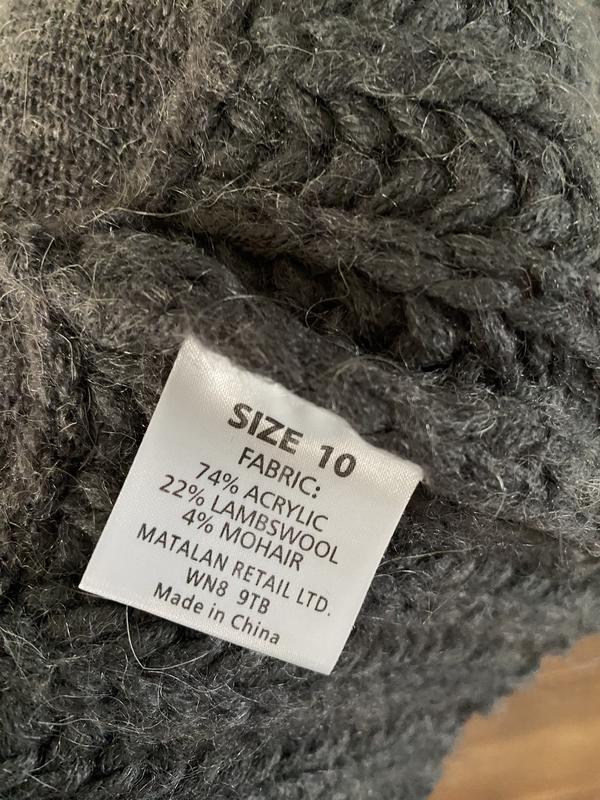 SIZE 10
FABRIC:
74% ACRYLIC
22% LAMBSWOOL
4% MOHAIR
MATALAN RETAIL LTD.
WN8 9TB
Made in China